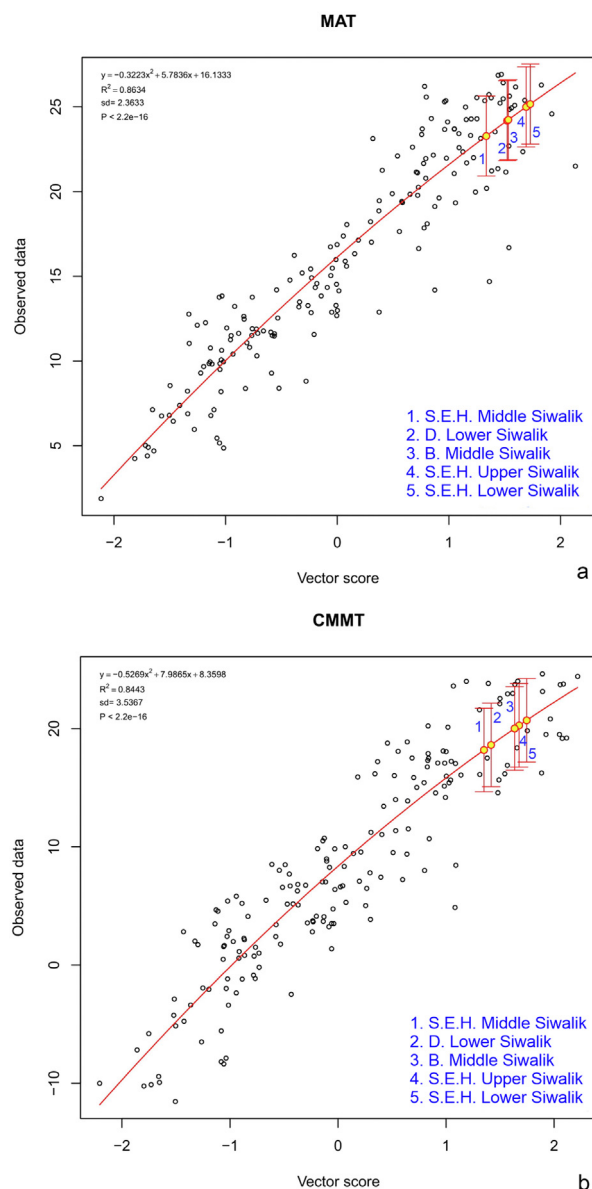 MAT
y = −0.3223x² + 5.7836x + 16.1333
R² = 0.8634
sd= 2.3633
P < 2.2e−16
25
20
15
10
5
Observed data
1
2
3
4
5
1. S.E.H. Middle Siwalik
2. D. Lower Siwalik
3. B. Middle Siwalik
4. S.E.H. Upper Siwalik
5. S.E.H. Lower Siwalik
−2 −1 0 1 2
Vector score
a
CMMT
y = −0.5269x² + 7.9865x + 8.3598
R² = 0.8443
sd = 3.5367
P < 2.2e−16
20
10
0
−10
Observed data
1
2
3
4
5
1. S.E.H. Middle Siwalik
2. D. Lower Siwalik
3. B. Middle Siwalik
4. S.E.H. Upper Siwalik
5. S.E.H. Lower Siwalik
−2 −1 0 1 2
Vector score
b